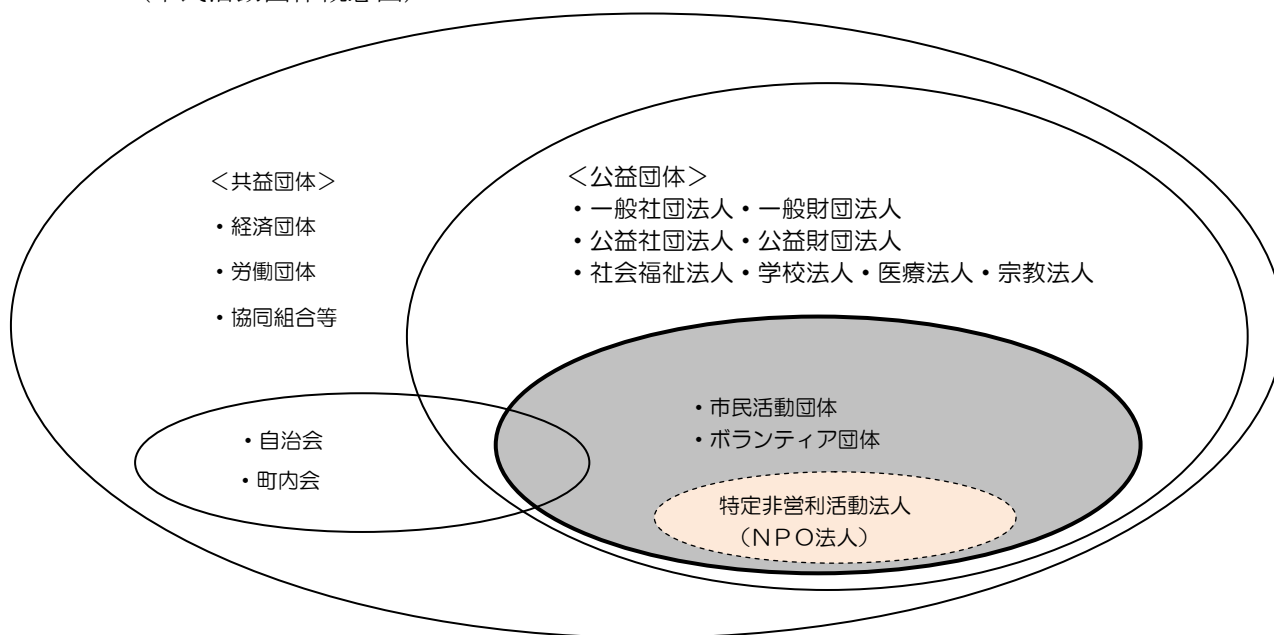 ＜共益団体＞
・経済団体
・労働団体
・協同組合等
＜公益団体＞
・一般社団法人・一般財団法人
・公益社団法人・公益財団法人
・社会福祉法人・学校法人・医療法人・宗教法人
・自治会
・町内会
・市民活動団体
・ボランティア団体
特定非営利活動法人
（ＮＰＯ法人）